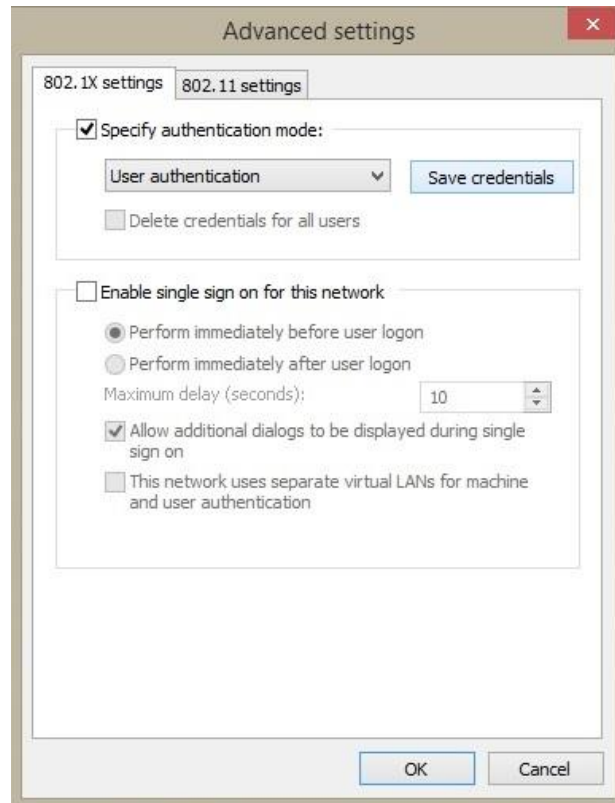 Advanced settings
802.1X settings
802.11 settings
Specify authentication mode:
User authentication
Save credentials
Delete credentials for all users
Enable single sign on for this network
Perform immediately before user logon
Perform immediately after user logon
Maximum delay (seconds):
10
Allow additional dialogs to be displayed during single
sign on
This network uses separate virtual LANs for machine
and user authentication
OK
Cancel